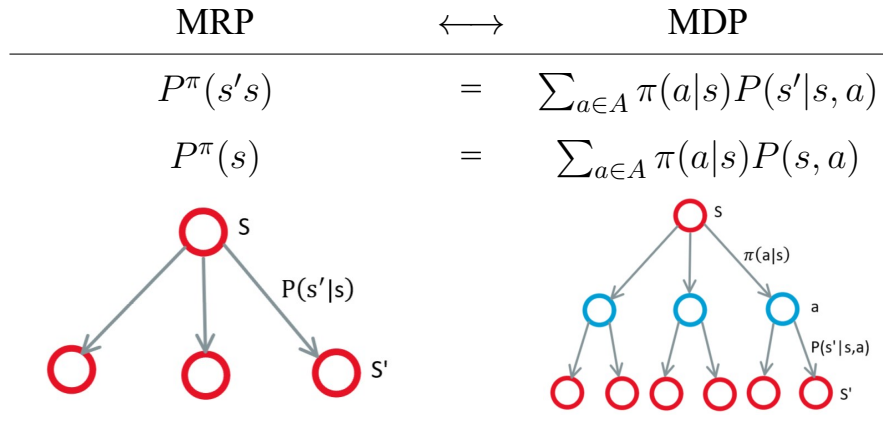 MRP ⟷ MDP
P^π(s's) = ∑_{a∈A} π(a|s)P(s'|s, a)
P^π(s) = ∑_{a∈A} π(a|s)P(s, a)
S
P(s'|s)
S'
S
π(a|s)
a
P(s'|s,a)
S'